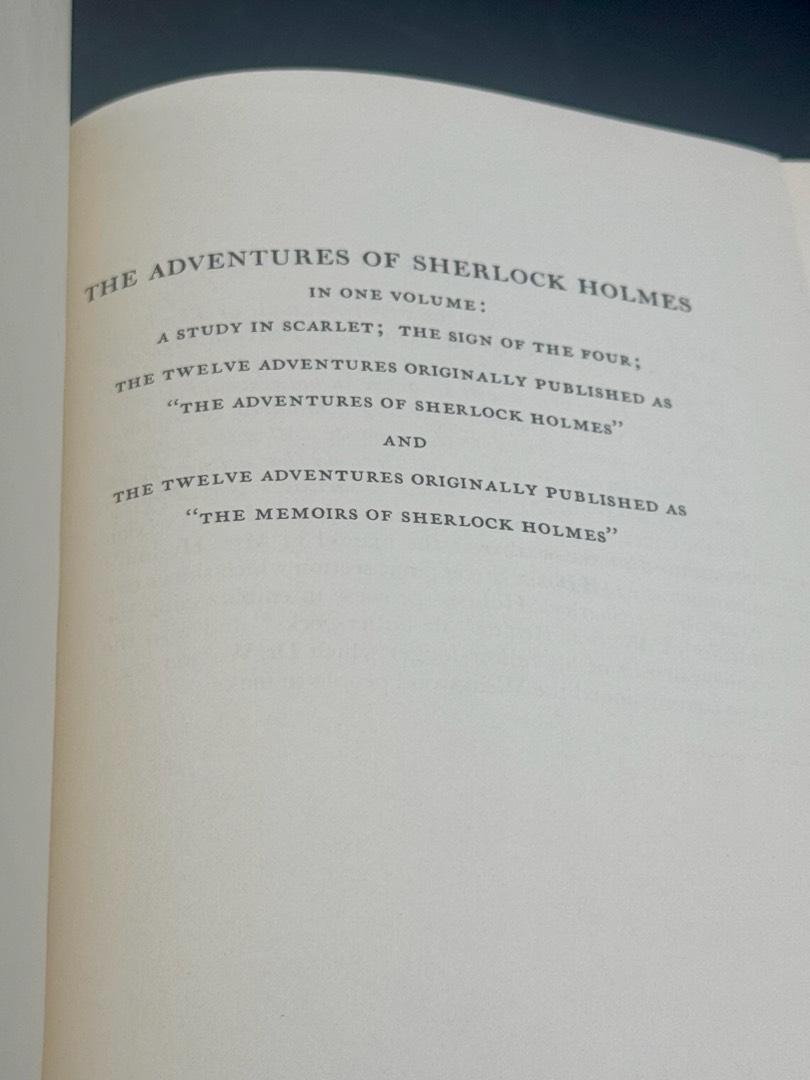 THE ADVENTURES OF SHERLOCK HOLMES
IN ONE VOLUME:
A STUDY IN SCARLET; THE SIGN OF THE FOUR;
THE TWELVE ADVENTURES ORIGINALLY PUBLISHED AS
“THE ADVENTURES OF SHERLOCK HOLMES”
AND
THE TWELVE ADVENTURES ORIGINALLY PUBLISHED AS
“THE MEMOIRS OF SHERLOCK HOLMES”